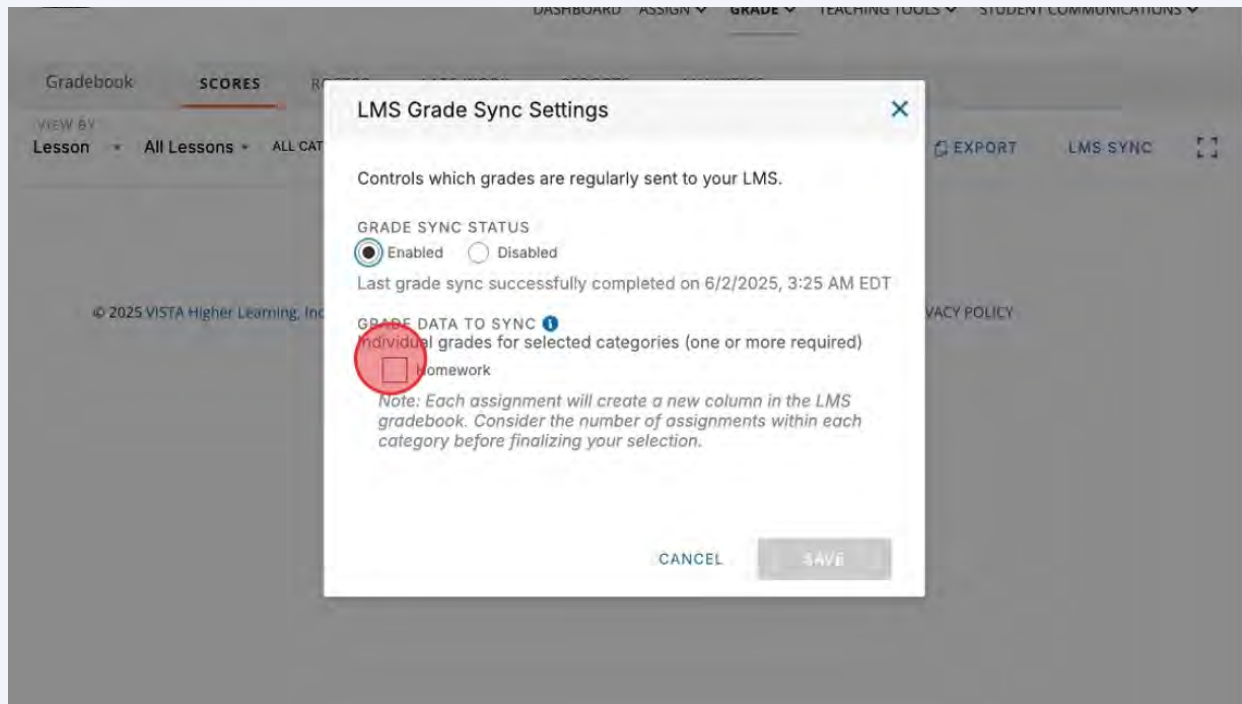 DASHBOARD ASSIGN GRADE TEACHING TOOLS STUDENT COMMUNICATIONS
Gradebook SCORES
LMS Grade Sync Settings
VIEW BY
Lesson All Lessons ALL CAT
EXPORT LMS SYNC
Controls which grades are regularly sent to your LMS.
GRADE SYNC STATUS
Enabled Disabled
Last grade sync successfully completed on 6/2/2025, 3:25 AM EDT
© 2025 VISTA Higher Learning, Inc
VACY POLICY
GRADE DATA TO SYNC
Individual grades for selected categories (one or more required)
Homework
Note: Each assignment will create a new column in the LMS
gradebook. Consider the number of assignments within each
category before finalizing your selection.
CANCEL SAVE